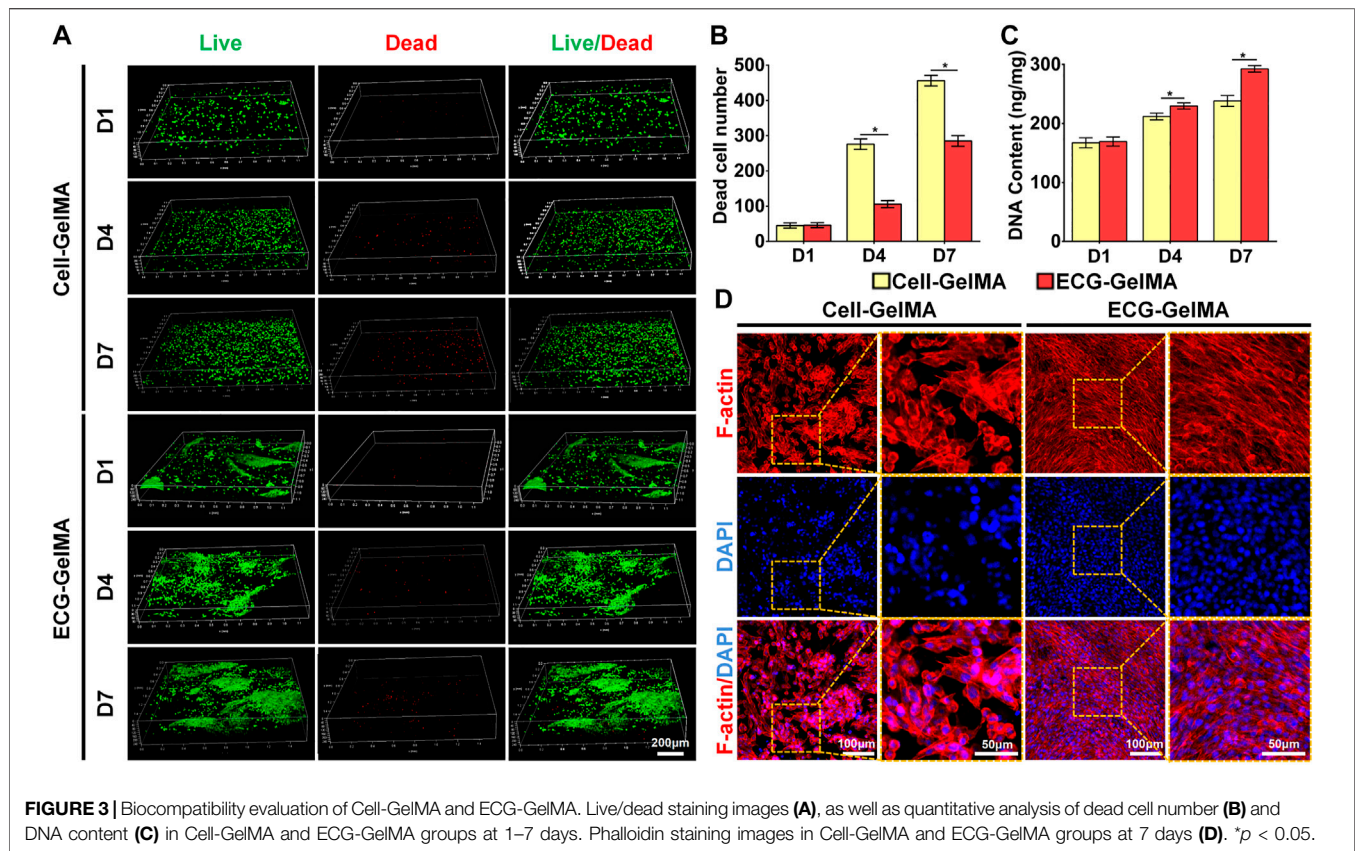 A
Live
Dead
Live/Dead
Cell-GelMA
D1
D4
D7
ECG-GelMA
D1
D4
D7
200μm
B
Dead cell number
500
400
300
200
100
0
D1
D4
D7
C
DNA Content (ng/mg)
300
200
100
0
D1
D4
D7
Cell-GelMA
ECG-GelMA
*
*
*
*
D
Cell-GelMA
ECG-GelMA
F-actin
DAPI
F-actin/DAPI
100μm
50μm
100μm
50μm
FIGURE 3 | Biocompatibility evaluation of Cell-GelMA and ECG-GelMA. Live/dead staining images (A), as well as quantitative analysis of dead cell number (B) and
DNA content (C) in Cell-GelMA and ECG-GelMA groups at 1–7 days. Phalloidin staining images in Cell-GelMA and ECG-GelMA groups at 7 days (D). *p < 0.05.